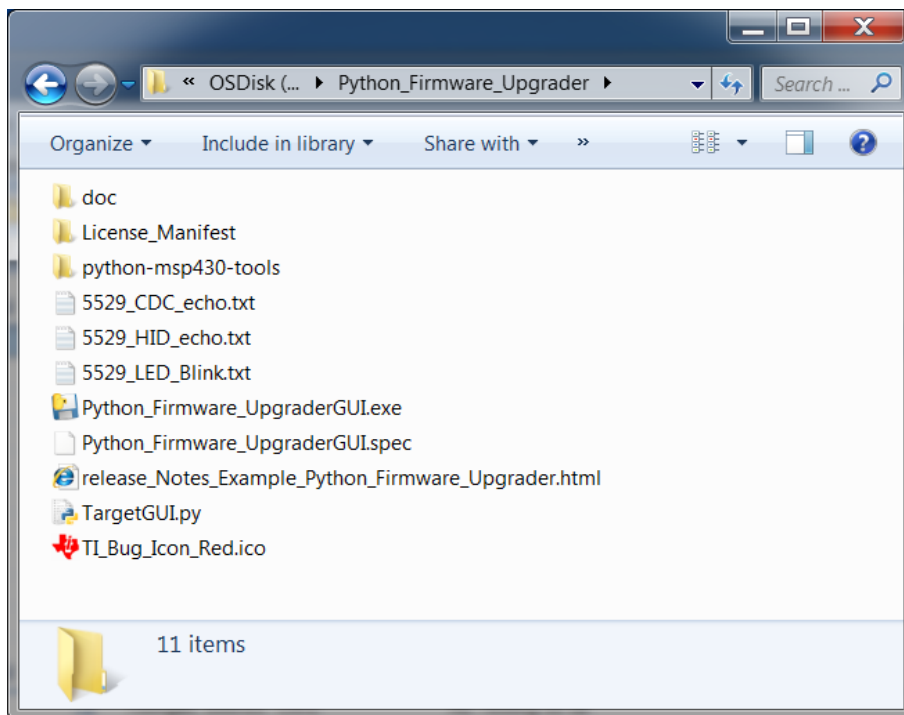 « OSDisk (... Python_Firmware_Upgrader Search ...
Organize Include in library Share with »
doc
License_Manifest
python-msp430-tools
5529_CDC_echo.txt
5529_HID_echo.txt
5529_LED_Blink.txt
Python_Firmware_UpgraderGUI.exe
Python_Firmware_UpgraderGUI.spec
release_Notes_Example_Python_Firmware_Upgrader.html
TargetGUI.py
TI_Bug_Icon_Red.ico
11 items